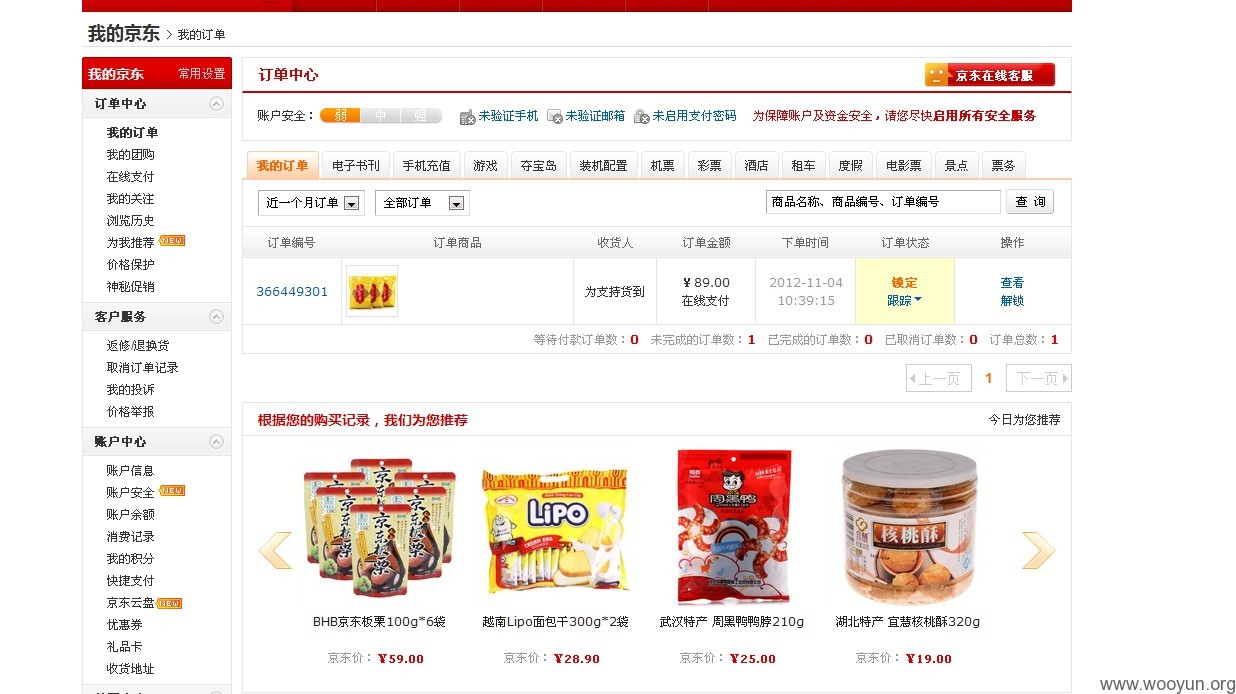 我的京东 > 我的订单
我的京东 常用设置
订单中心
我的订单
我的团购
在线支付
我的关注
浏览历史
为我推荐 NEW
价格保护
神秘促销
客户服务
返修/退换货
取消订单记录
我的投诉
价格举报
账户中心
账户信息
账户安全 NEW
账户余额
消费记录
我的积分
快捷支付
京东云盘 NEW
优惠券
礼品卡
收货地址
订单中心 京东在线客服
账户安全： 弱 中 强 未验证手机 未验证邮箱 未启用支付密码 为保障账户及资金安全，请您尽快启用所有安全服务
我的订单 电子书刊 手机充值 游戏 夺宝岛 装机配置 机票 彩票 酒店 租车 度假 电影票 景点 票务
近一个月订单 全部订单 商品名称、商品编号、订单编号 查 询
订单编号 订单商品 收货人 订单金额 下单时间 订单状态 操作
366449301 为支持货到 ¥ 89.00 2012-11-04 锁定 查看
在线支付 10:39:15 跟踪 解锁
等待付款订单数：0 未完成的订单数：1 已完成的订单数：0 已取消订单数：0 订单总数：1
上一页 1 下一页
根据您的购买记录，我们为您推荐 今日为您推荐
京东板栗 LiPO 周黑鸭 核桃酥
BHB京东板栗100g*6袋 越南Lipo面包干300g*2袋 武汉特产 周黑鸭鸭脖210g 湖北特产 宜慧核桃酥320g
京东价：¥59.00 京东价：¥28.90 京东价：¥25.00 京东价：¥19.00
www.wooyun.org